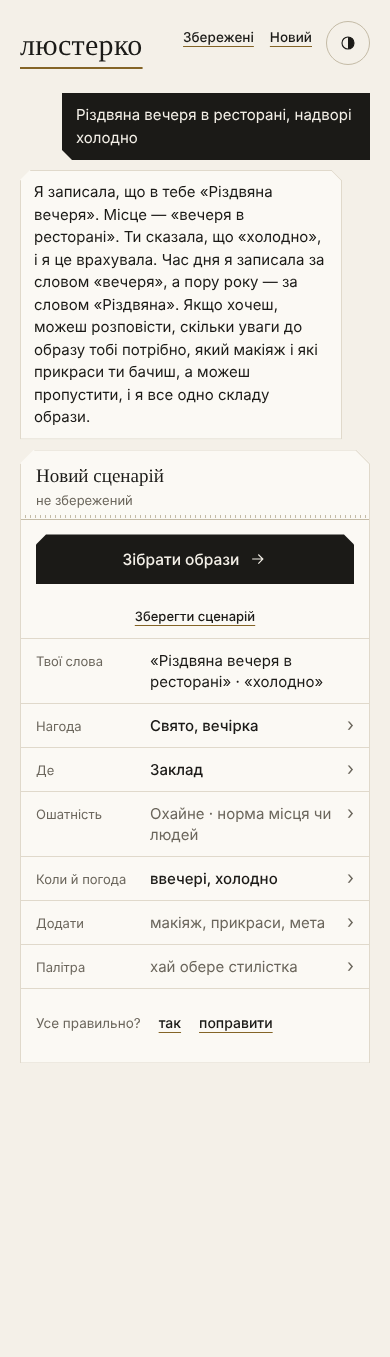 люстерко
Збережені Новий
Різдвяна вечеря в ресторані, надворі
холодно
Я записала, що в тебе «Різдвяна
вечеря». Місце — «вечеря в
ресторані». Ти сказала, що «холодно»,
і я це врахувала. Час дня я записала за
словом «вечеря», а пору року — за
словом «Різдвяна». Якщо хочеш,
можеш розповісти, скільки уваги до
образу тобі потрібно, який макіяж і які
прикраси ти бачиш, а можеш
пропустити, і я все одно складу
образи.
Новий сценарій
не збережений
Зібрати образи →
Зберегти сценарій
Твої слова «Різдвяна вечеря в
ресторані» · «холодно»
Нагода Свято, вечірка
Де Заклад
Ошатність Охайне · норма місця чи
людей
Коли й погода ввечері, холодно
Додати макіяж, прикраси, мета
Палітра хай обере стилістка
Усе правильно? так поправити